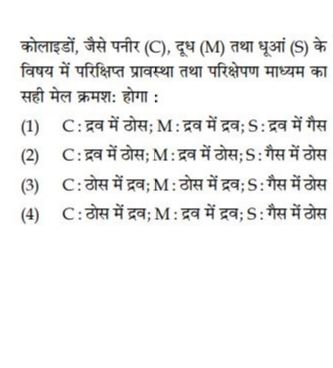 कोलाइडों, जैसे पनीर (C), दूध (M) तथा धूआं (S) के
विषय में परिक्षिप्त प्रावस्था तथा परिक्षेपण माध्यम का
सही मेल क्रमशः होगा :
(1) C : द्रव में ठोस; M : द्रव में द्रव; S : द्रव में गैस
(2) C : द्रव में ठोस; M : द्रव में ठोस; S : गैस में ठोस
(3) C : ठोस में द्रव; M : ठोस में द्रव; S : गैस में ठोस
(4) C : ठोस में द्रव; M : द्रव में द्रव; S : गैस में ठोस